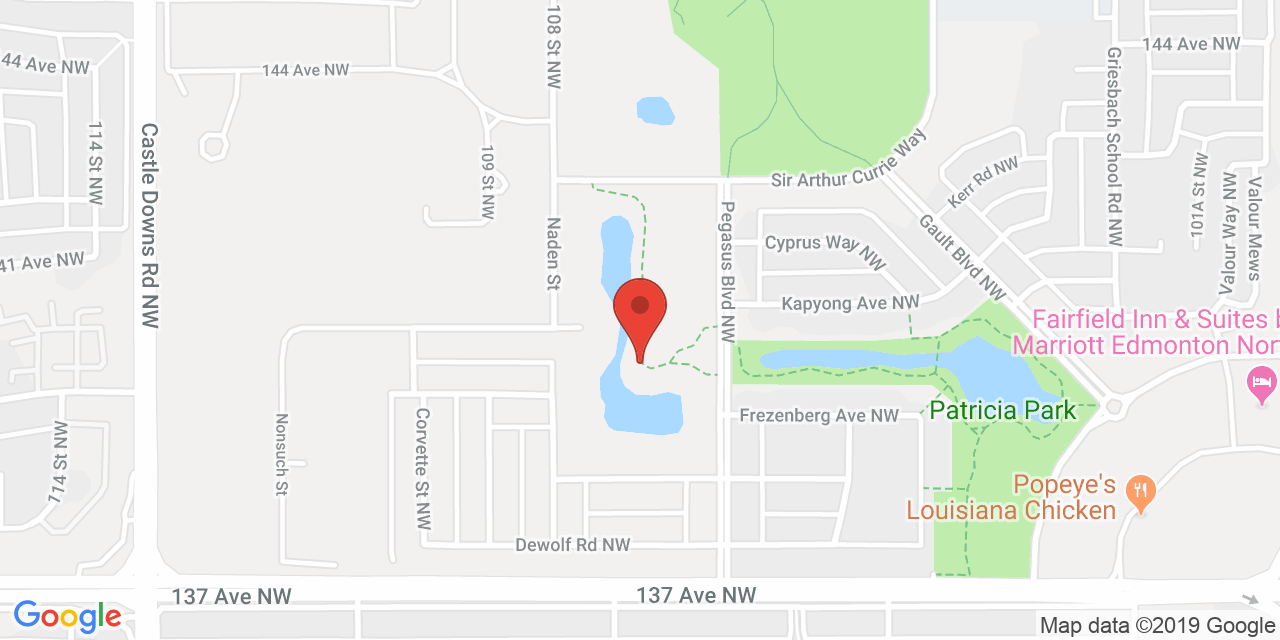 108 St NW
144 Ave NW
44 Ave NW
144 Ave NW
Griesbach School Rd NW
114 St NW
Castle Downs Rd NW
109 St NW
Sir Arthur Currie Way
Kerr Rd NW
101A St NW
Valour Way NW
Valour Mews
Naden St
Pegasus Blvd NW
Cyprus Way NW
Gault Blvd NW
41 Ave NW
Kapyong Ave NW
Fairfield Inn & Suites b
Marriott Edmonton Nort
Nonsuch St
Corvette St NW
Frezenberg Ave NW
Patricia Park
114 St NW
Popeye's
Louisiana Chicken
Dewolf Rd NW
137 Ave NW
137 Ave NW
Google
Map data ©2019 Google